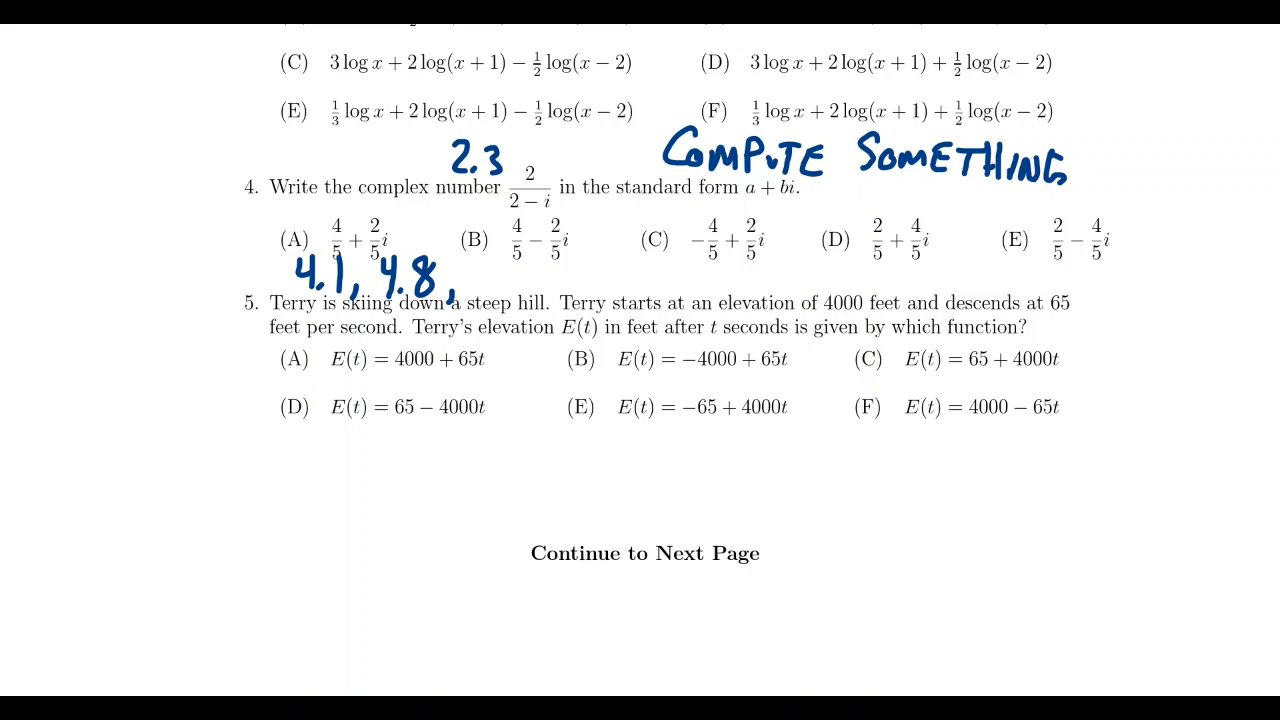 (C) 3 log x + 2 log(x + 1) − 1/2 log(x − 2) (D) 3 log x + 2 log(x + 1) + 1/2 log(x − 2)
(E) 1/3 log x + 2 log(x + 1) − 1/2 log(x − 2) (F) 1/3 log x + 2 log(x + 1) + 1/2 log(x − 2)
2.3 COMPUTE SOMETHING
4. Write the complex number 2/(2 − i) in the standard form a + bi.
(A) 4/5 + 2/5 i (B) 4/5 − 2/5 i (C) −4/5 + 2/5 i (D) 2/5 + 4/5 i (E) 2/5 − 4/5 i
4.1, 4.8,
5. Terry is skiing down a steep hill. Terry starts at an elevation of 4000 feet and descends at 65
feet per second. Terry's elevation E(t) in feet after t seconds is given by which function?
(A) E(t) = 4000 + 65t (B) E(t) = −4000 + 65t (C) E(t) = 65 + 4000t
(D) E(t) = 65 − 4000t (E) E(t) = −65 + 4000t (F) E(t) = 4000 − 65t
Continue to Next Page